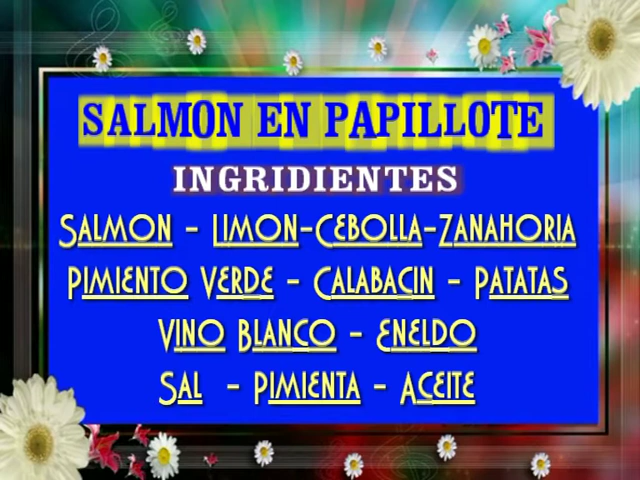 SALMON EN PAPILLOTE
INGRIDIENTES
SALMON - LIMON-CEBOLLA-ZANAHORIA
PIMIENTO VERDE - CALABACIN - PATATAS
VINO BLANCO - ENELDO
SAL - PIMIENTA - ACEITE